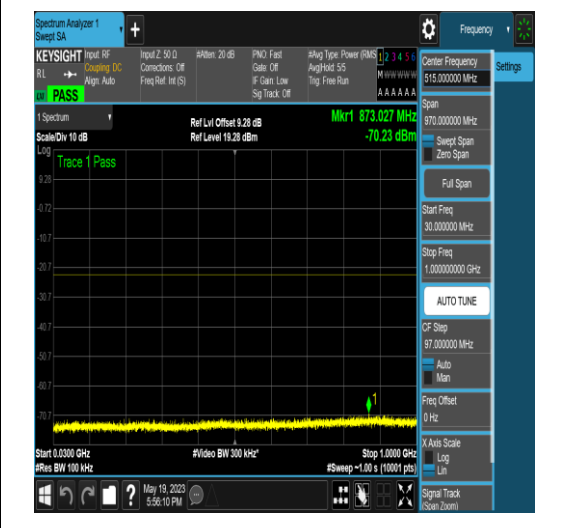 Spectrum Analyzer 1
Swept SA
+
Frequency
KEYSIGHT
RL
Input: RF
Coupling: DC
Align: Auto
Input Z: 50 Ω
Corrections: Off
Freq Ref: Int (S)
#Atten: 20 dB
PNO: Fast
Gate: Off
IF Gain: Low
Sig Track: Off
#Avg Type: Power (RMS
Avg|Hold: 5/5
Trig: Free Run
1 2 3 4 5 6
M W W W W W
A A A A A A
PASS
1 Spectrum
Scale/Div 10 dB
Ref Lvl Offset 9.28 dB
Ref Level 19.28 dBm
Mkr1 873.027 MHz
-70.23 dBm
Log
Trace 1 Pass
9.28
-0.72
-10.7
-20.7
-30.7
-40.7
-50.7
-60.7
-70.7
1
Start 0.0300 GHz
#Res BW 100 kHz
#Video BW 300 kHz*
Stop 1.0000 GHz
#Sweep ~1.00 s (10001 pts)
?
May 19, 2023
5:56:10 PM
Center Frequency
515.000000 MHz
Span
970.000000 MHz
Swept Span
Zero Span
Full Span
Start Freq
30.000000 MHz
Stop Freq
1.000000000 GHz
AUTO TUNE
CF Step
97.000000 MHz
Auto
Man
Freq Offset
0 Hz
X Axis Scale
Log
Lin
Signal Track
(Span Zoom)
Settings